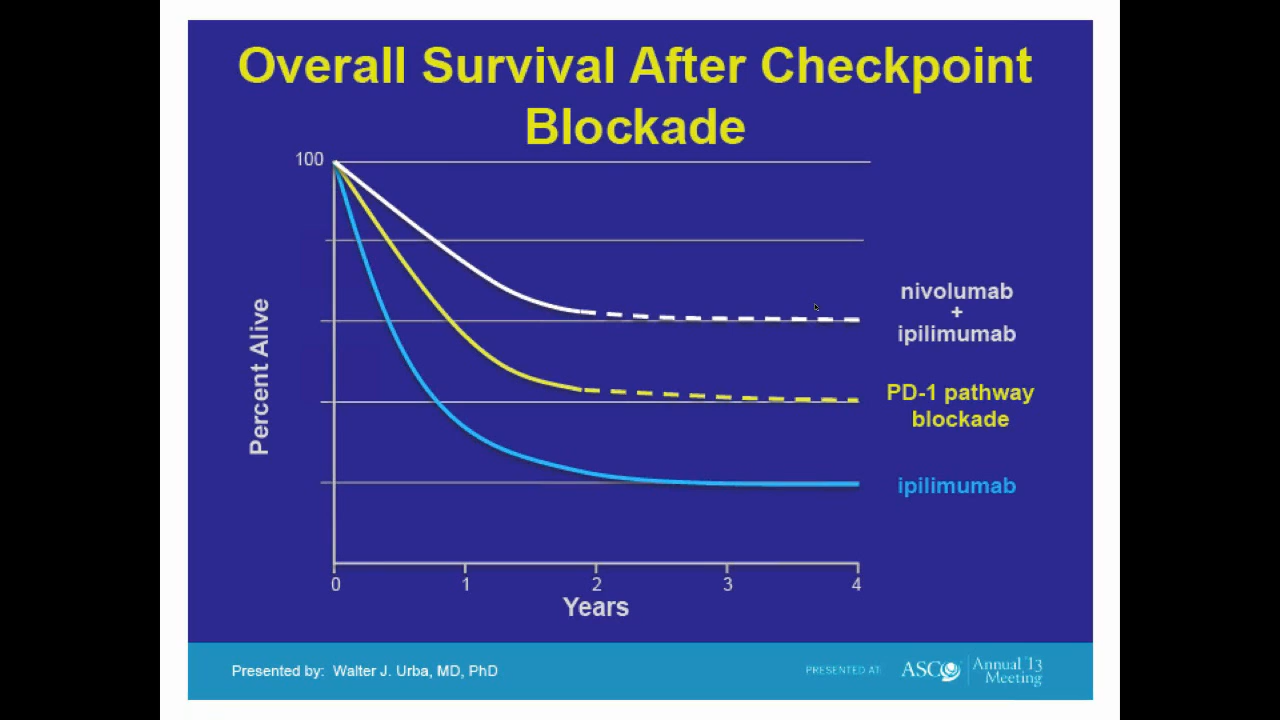 Overall Survival After Checkpoint
Blockade
100
Percent Alive
nivolumab
+
ipilimumab
PD-1 pathway
blockade
ipilimumab
0 1 2 3 4
Years
Presented by: Walter J. Urba, MD, PhD
PRESENTED AT:
ASCO
Annual '13
Meeting